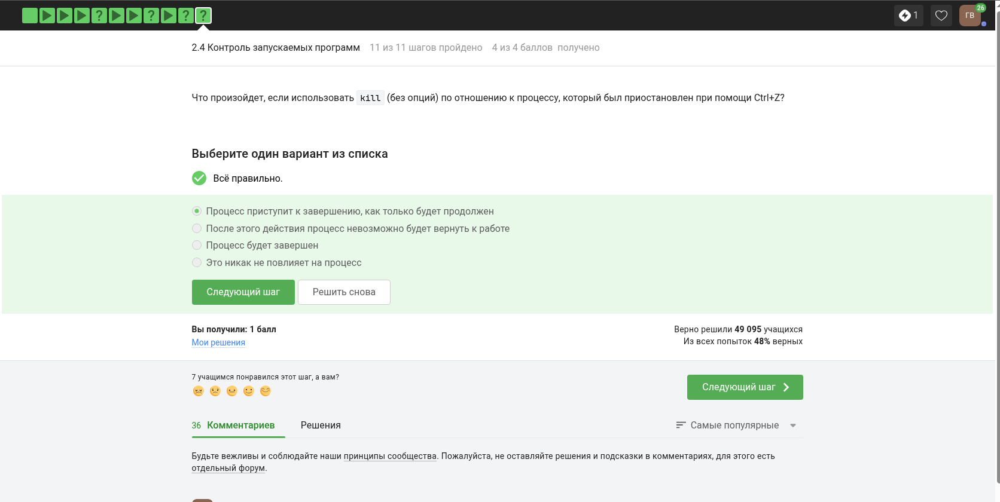 ? ? ? ?
1
ГВ
26
2.4 Контроль запускаемых программ 11 из 11 шагов пройдено 4 из 4 баллов получено
Что произойдет, если использовать kill (без опций) по отношению к процессу, который был приостановлен при помощи Ctrl+Z?
Выберите один вариант из списка
Всё правильно.
Процесс приступит к завершению, как только будет продолжен
После этого действия процесс невозможно будет вернуть к работе
Процесс будет завершен
Это никак не повлияет на процесс
Следующий шаг Решить снова
Вы получили: 1 балл
Мои решения
Верно решили 49 095 учащихся
Из всех попыток 48% верных
7 учащимся понравился этот шаг, а вам?
Следующий шаг
36 Комментариев Решения Самые популярные
Будьте вежливы и соблюдайте наши принципы сообщества. Пожалуйста, не оставляйте решения и подсказки в комментариях, для этого есть
отдельный форум.